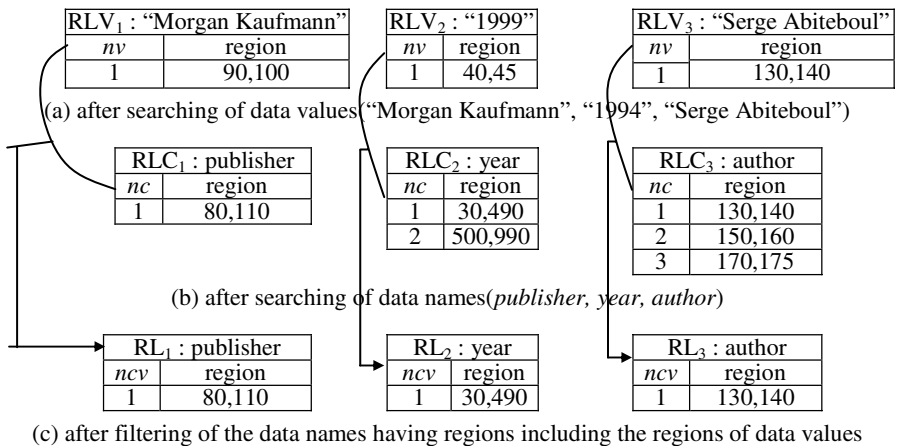 RLV1 : “Morgan Kaufmann” RLV2 : “1999” RLV3 : “Serge Abiteboul”
nv region nv region nv region
1 90,100 1 40,45 1 130,140
(a) after searching of data values(“Morgan Kaufmann”, “1994”, “Serge Abiteboul”)
RLC1 : publisher RLC2 : year RLC3 : author
nc region nc region nc region
1 80,110 1 30,490 1 130,140
2 500,990 2 150,160
3 170,175
(b) after searching of data names(publisher, year, author)
RL1 : publisher RL2 : year RL3 : author
ncv region ncv region ncv region
1 80,110 1 30,490 1 130,140
(c) after filtering of the data names having regions including the regions of data values